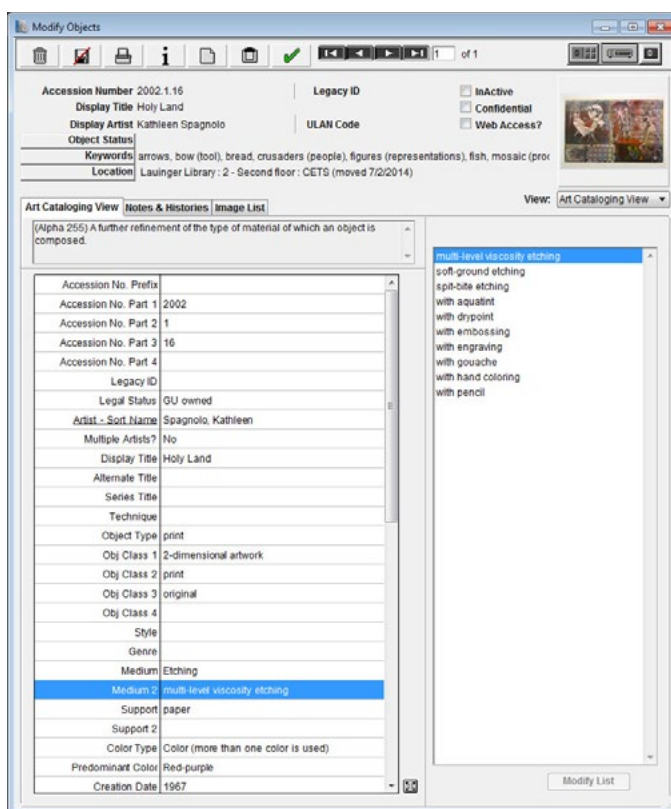 Modify Objects
1 of 1
Accession Number 2002.1.16
Legacy ID
InActive
Display Title Holy Land
Confidential
Display Artist Kathleen Spagnolo
ULAN Code
Web Access?
Object Status
Keywords arrows, bow (tool), bread, crusaders (people), figures (representations), fish, mosaic (proc
Location Lauinger Library : 2 - Second floor : CETS (moved 7/2/2014)
View: Art Cataloging View
Art Cataloging View Notes & Histories Image List
(Alpha 255) A further refinement of the type of material of which an object is
composed.
Accession No. Prefix
Accession No. Part 1 2002
Accession No. Part 2 1
Accession No. Part 3 16
Accession No. Part 4
Legacy ID
Legal Status GU owned
Artist - Sort Name Spagnolo, Kathleen
Multiple Artists? No
Display Title Holy Land
Alternate Title
Series Title
Technique
Object Type print
Obj Class 1 2-dimensional artwork
Obj Class 2 print
Obj Class 3 original
Obj Class 4
Style
Genre
Medium Etching
Medium 2 multi-level viscosity etching
Support paper
Support 2
Color Type Color (more than one color is used)
Predominant Color Red-purple
Creation Date 1967
multi-level viscosity etching
soft-ground etching
spit-bite etching
with aquatint
with drypoint
with embossing
with engraving
with gouache
with hand coloring
with pencil
Modify List